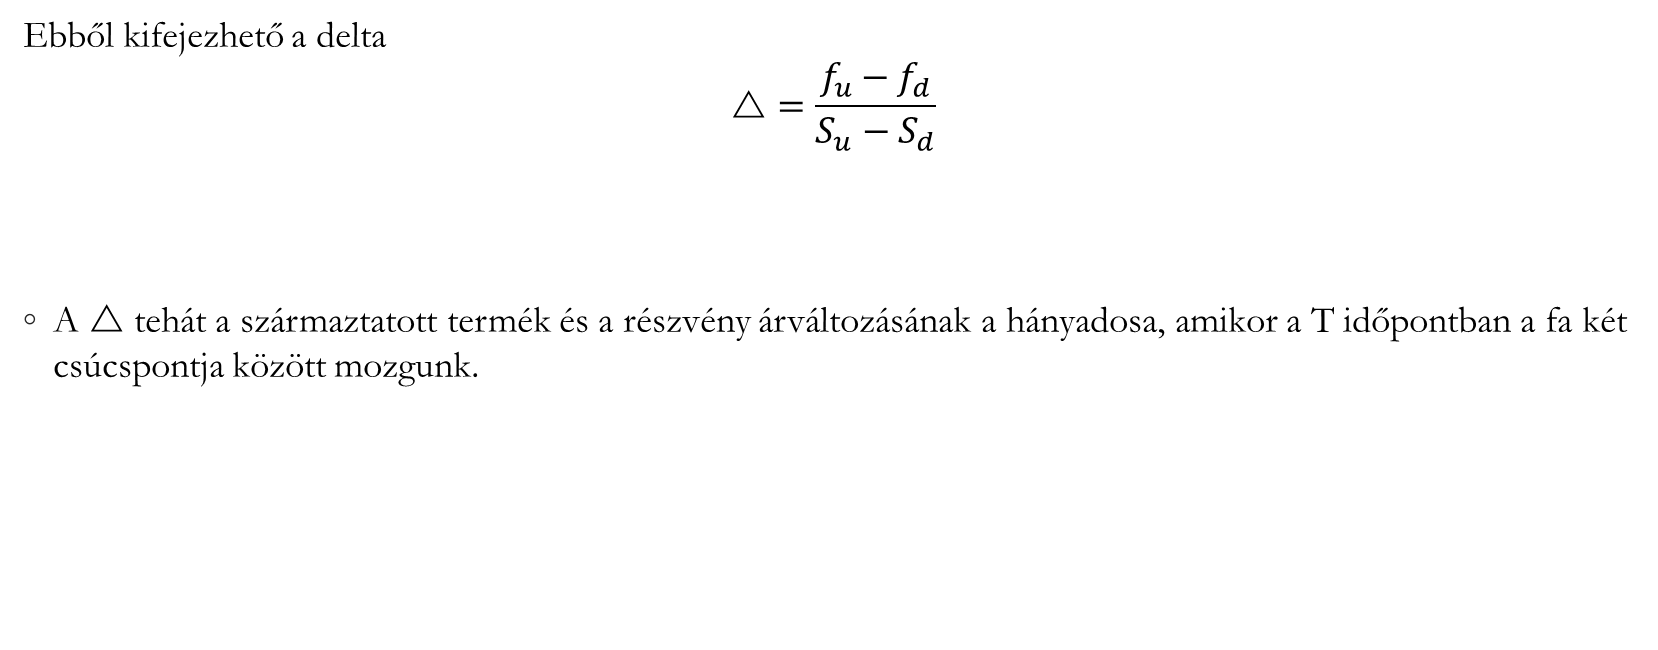 Ebből kifejezhető a delta
△ = (f_u − f_d) / (S_u − S_d)
◦ A △ tehát a származtatott termék és a részvény árváltozásának a hányadosa, amikor a T időpontban a fa két
csúcspontja között mozgunk.